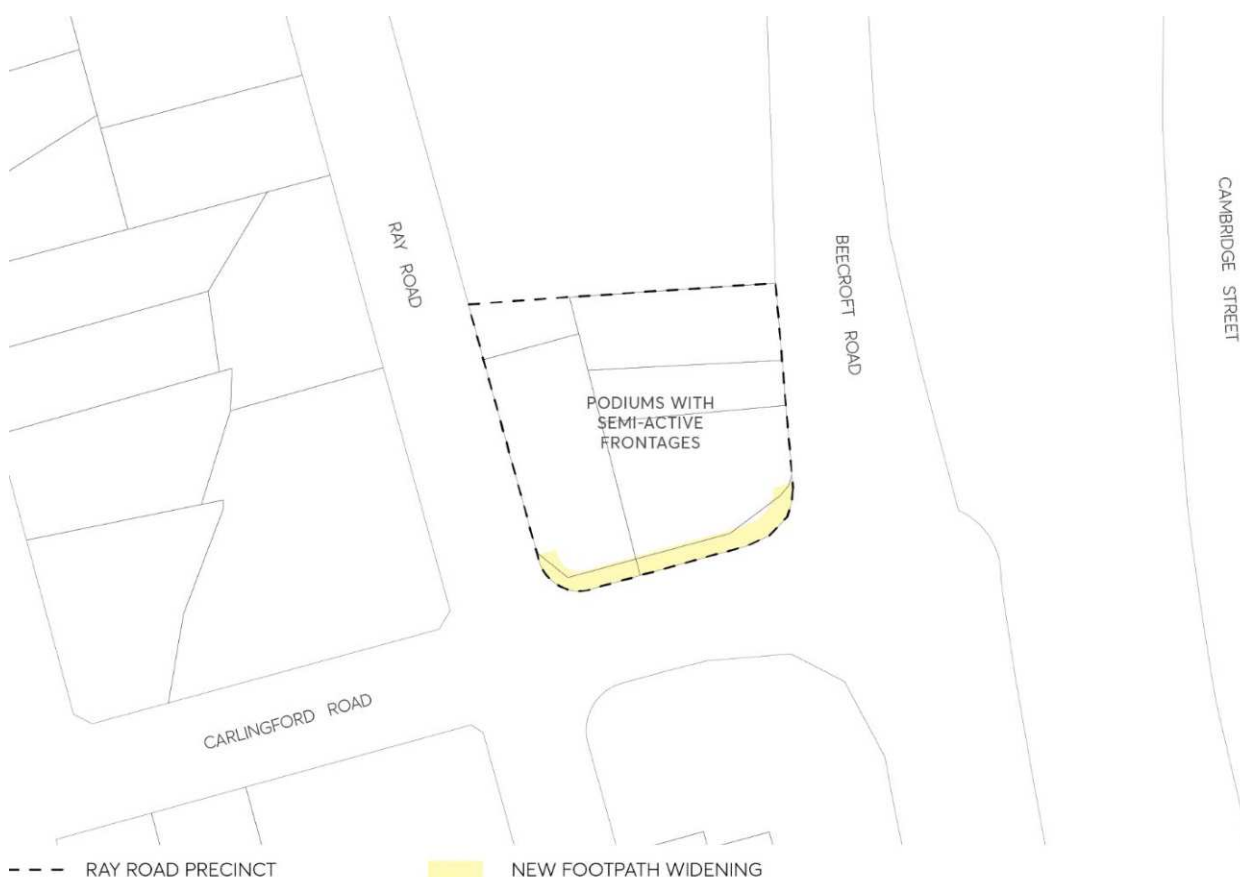 RAY ROAD
BEECROFT ROAD
CAMBRIDGE STREET
PODIUMS WITH
SEMI-ACTIVE
FRONTAGES
CARLINGFORD ROAD
RAY ROAD PRECINCT
NEW FOOTPATH WIDENING